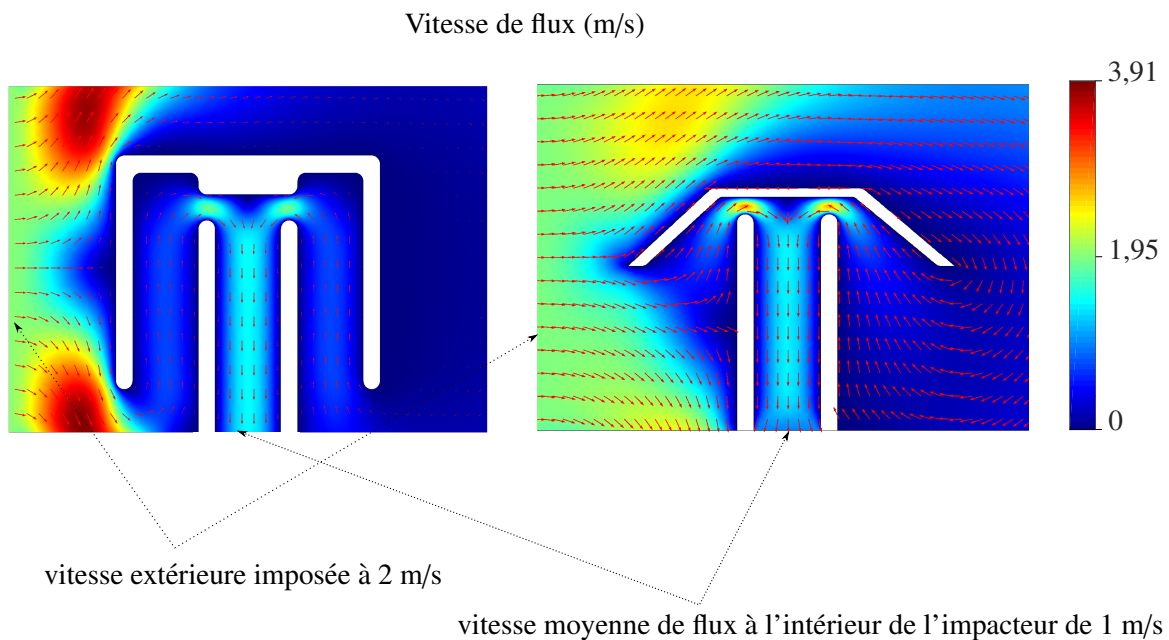 Vitesse de flux (m/s)
3,91
1,95
0
vitesse extérieure imposée à 2 m/s
vitesse moyenne de flux à l'intérieur de l'impacteur de 1 m/s